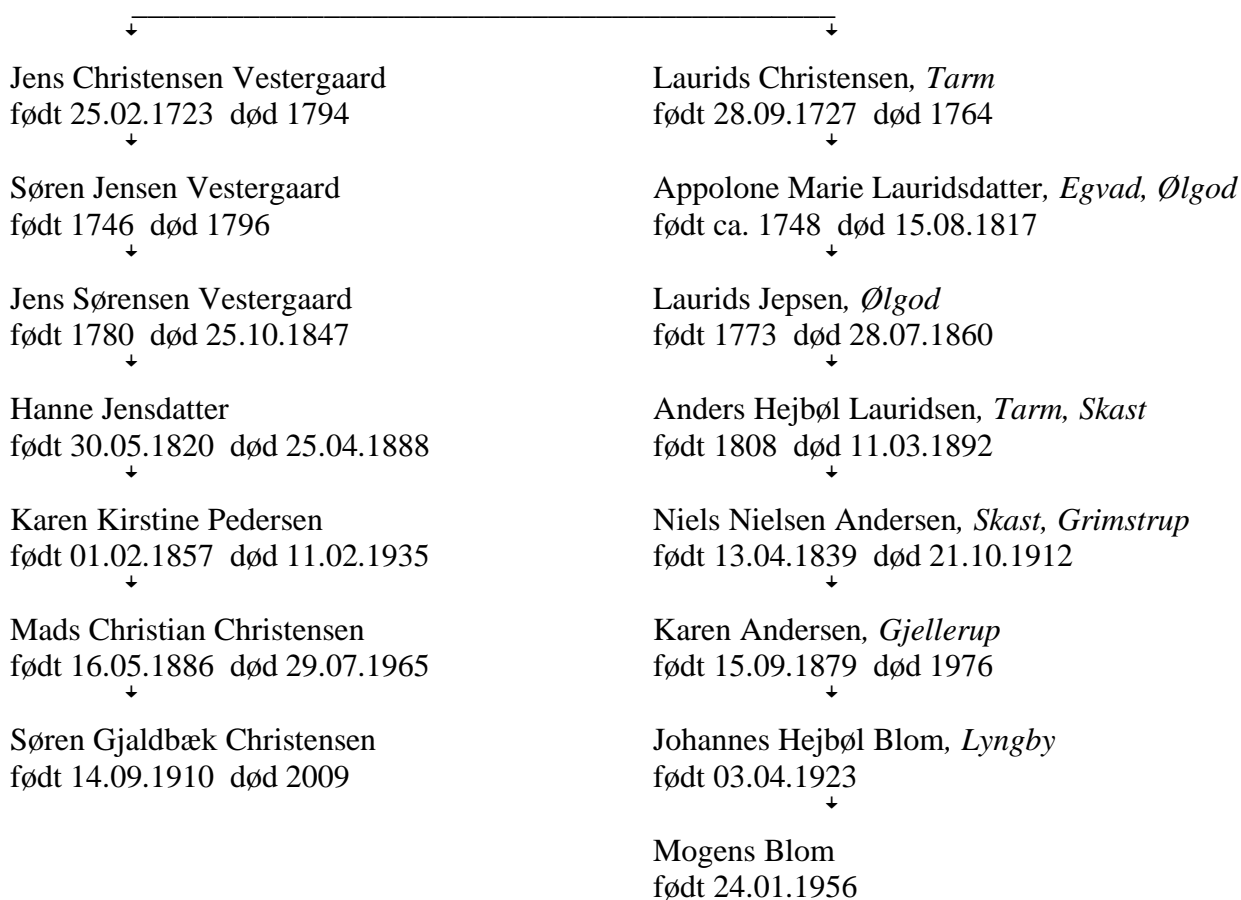 Jens Christensen Vestergaard
født 25.02.1723 død 1794
Søren Jensen Vestergaard
født 1746 død 1796
Jens Sørensen Vestergaard
født 1780 død 25.10.1847
Hanne Jensdatter
født 30.05.1820 død 25.04.1888
Karen Kirstine Pedersen
født 01.02.1857 død 11.02.1935
Mads Christian Christensen
født 16.05.1886 død 29.07.1965
Søren Gjaldbæk Christensen
født 14.09.1910 død 2009
Laurids Christensen, Tarm
født 28.09.1727 død 1764
Appolone Marie Lauridsdatter, Egvad, Ølgod
født ca. 1748 død 15.08.1817
Laurids Jepsen, Ølgod
født 1773 død 28.07.1860
Anders Hejbøl Lauridsen, Tarm, Skast
født 1808 død 11.03.1892
Niels Nielsen Andersen, Skast, Grimstrup
født 13.04.1839 død 21.10.1912
Karen Andersen, Gjellerup
født 15.09.1879 død 1976
Johannes Hejbøl Blom, Lyngby
født 03.04.1923
Mogens Blom
født 24.01.1956